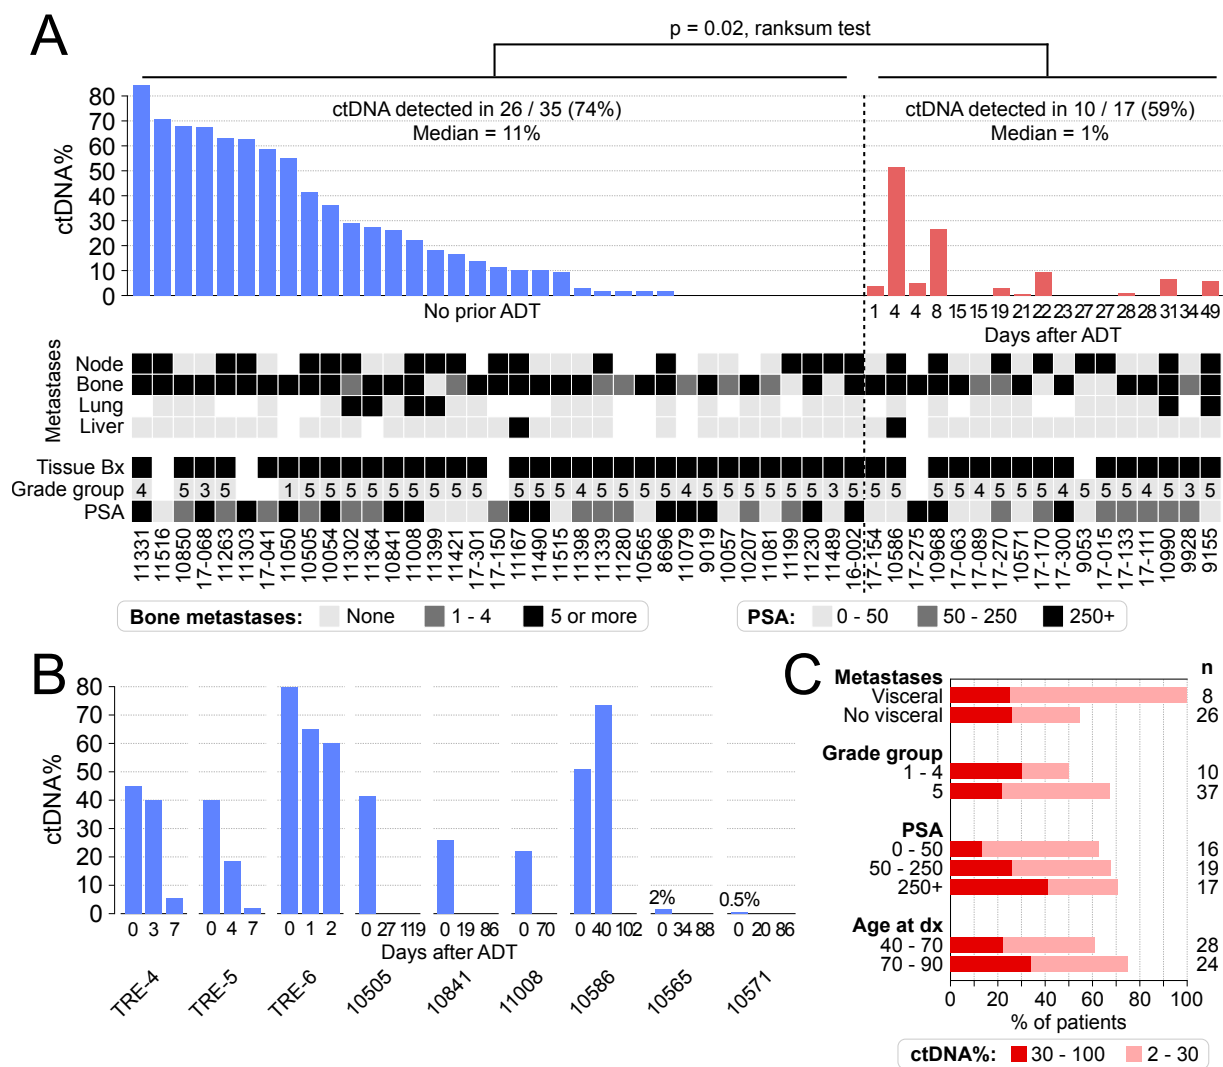 A
p = 0.02, ranksum test
ctDNA detected in 26 / 35 (74%)
Median = 11%
ctDNA detected in 10 / 17 (59%)
Median = 1%
ctDNA%
80
70
60
50
40
30
20
10
0
No prior ADT
1 4 4 8 15 15 19 21 22 23 27 27 28 28 31 34 49
Days after ADT
Metastases
Node
Bone
Lung
Liver
Tissue Bx
Grade group
4 5 3 5 1 5 5 5 5 5 5 5 5 5 5 5 5 4 5 5 5 4 5 5 5 5 5 5 3 5 5 5 5 5 4 5 5 5 4 5 5 5 4 5 3 5
PSA
11331 11516 10850 17-068 11263 11303 17-041 11050 10505 10054 11302 11364 10841 11008 11399 11421 17-301 17-150 11167 11490 11515 11398 11339 11280 10565 8696 11079 9019 10057 10207 11081 11199 11230 11489 16-002 17-154 10586 17-275 10968 17-063 17-089 17-270 10571 17-170 17-300 9053 17-015 17-133 17-111 10990 9928 9155
Bone metastases: None 1 - 4 5 or more
PSA: 0 - 50 50 - 250 250+
B
ctDNA%
80
70
60
50
40
30
20
10
0
2%
0.5%
0 3 7 0 4 7 0 1 2 0 27 119 0 19 86 0 70 0 40 102 0 34 88 0 20 86
Days after ADT
TRE-4 TRE-5 TRE-6 10505 10841 11008 10586 10565 10571
C
n
Metastases
Visceral 8
No visceral 26
Grade group
1 - 4 10
5 37
PSA
0 - 50 16
50 - 250 19
250+ 17
Age at dx
40 - 70 28
70 - 90 24
0 20 40 60 80 100
% of patients
ctDNA%: 30 - 100 2 - 30